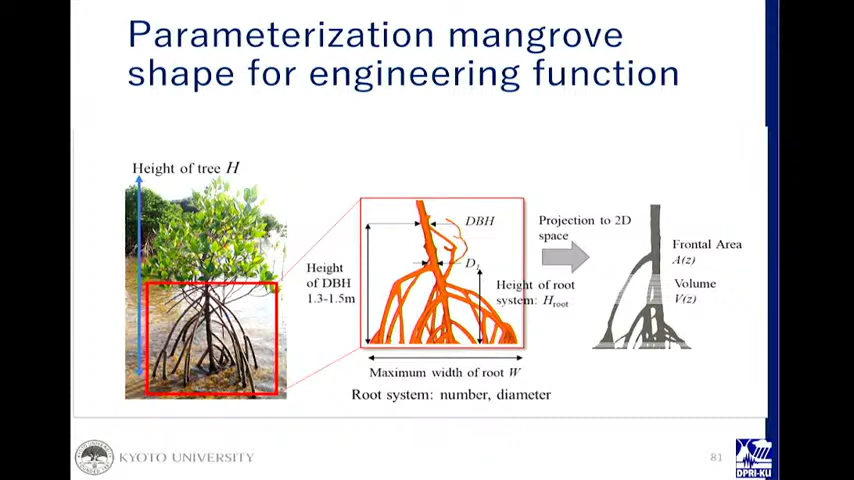 Parameterization mangrove
shape for engineering function
Height of tree H
DBH
Projection to 2D
space
Frontal Area
A(z)
Height
of DBH
1.3-1.5m
Height of root
system: Hroot
Volume
V(z)
Maximum width of root W
Root system: number, diameter
KYOTO UNIVERSITY
81
DPRI-KU